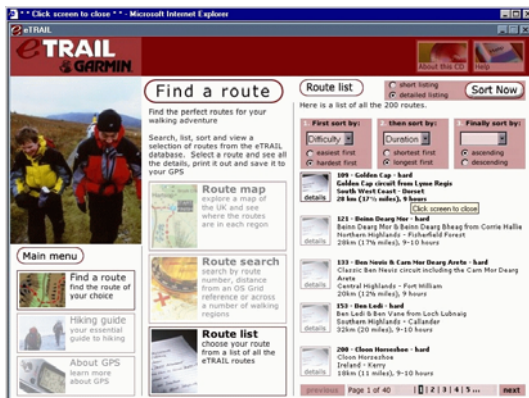 * * Click screen to close * * - Microsoft Internet Explorer
eTRAIL
eTRAIL
GARMIN
About this CD
Help
Find a route
Find the perfect routes for your
walking adventure
Search, list, sort and view a
selection of routes from the eTRAIL
database. Select a route and see all
the details, print it out and save it to
your GPS
Route map
explore a map of
the UK and see
where the routes
are in each region
Route search
search by route
number, distance
from an OS Grid
reference or across
a number of walking
regions
Route list
choose your route
from a list of all the
eTRAIL routes
Main menu
Find a route
find the route of
your choice
Hiking guide
your essential
guide to hiking
About GPS
learn more
about GPS
Route list
short listing
detailed listing
Sort Now
Here is a list of all the 200 routes.
1. First sort by:
Difficulty
easiest first
hardest first
2. then sort by:
Duration
shortest first
longest first
3. Finally sort by:
ascending
descending
details
109 - Golden Cap - hard
Golden Cap circuit from Lyme Regis
South West Coast - Dorset
28 km (17½ miles), 9 hours
Click screen to close
details
121 - Beinn Dearg Mor - hard
Beinn Dearg Mor & Beinn Dearg Bheag from Corrie Hallie
Northern Highlands - Fisherfield Forest
28km (17½ miles), 9-10 hours
details
133 - Ben Nevis & Carn Mor Dearg Arete - hard
Classic Ben Nevis circuit including the Carn Mor Dearg
Arete
Central Highlands - Fort William
20km (12½ miles), 9 hours
details
153 - Ben Ledi - hard
Ben Ledi & Ben Vane from Loch Lubnaig
Southern Highlands - Callander
32km (20 miles), 9-10 hours
details
200 - Cloon Horseshoe - hard
Cloon Horseshoe
Ireland - Kerry
18km (11 miles), 9-10 hours
previous Page 1 of 40 | 1 | 2 | 3 | 4 | 5 ... next